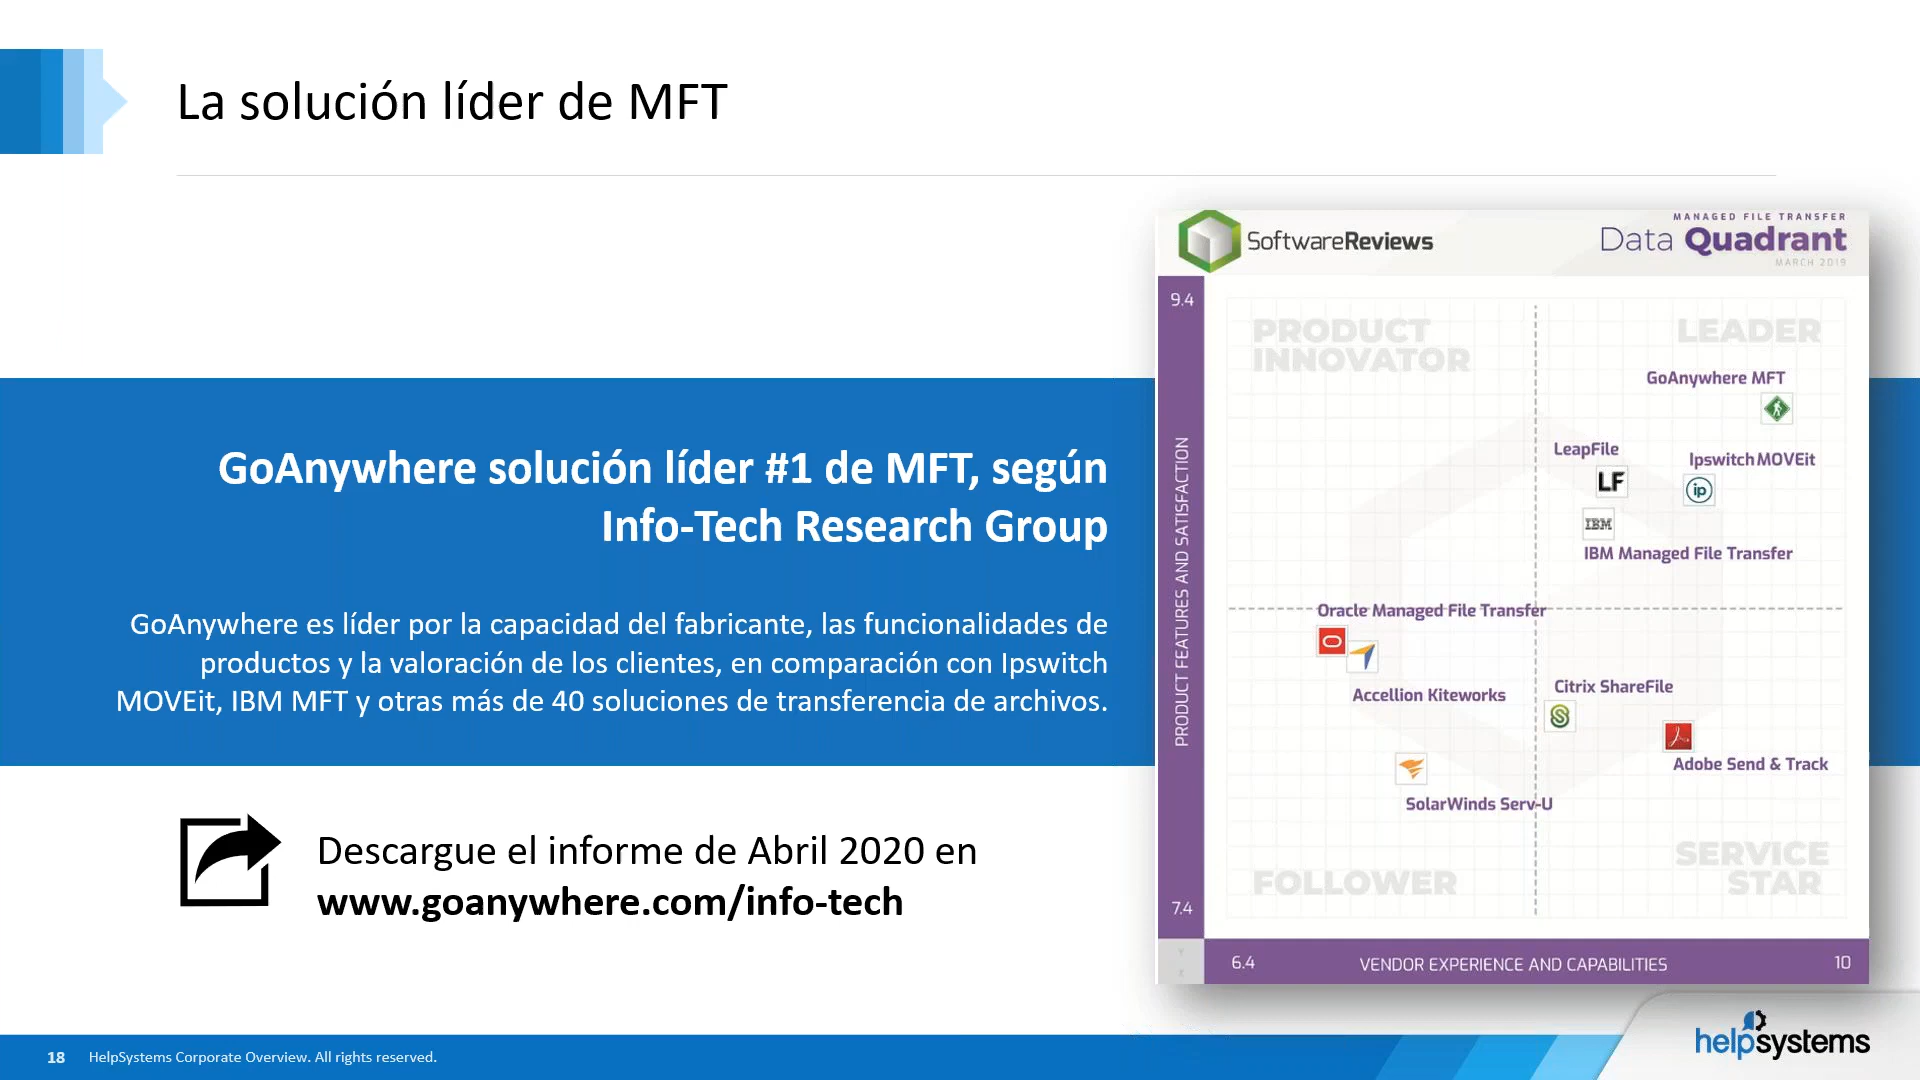 La solución líder de MFT
GoAnywhere solución líder #1 de MFT, según
Info-Tech Research Group
GoAnywhere es líder por la capacidad del fabricante, las funcionalidades de
productos y la valoración de los clientes, en comparación con Ipswitch
MOVEit, IBM MFT y otras más de 40 soluciones de transferencia de archivos.
Descargue el informe de Abril 2020 en
www.goanywhere.com/info-tech
SoftwareReviews
MANAGED FILE TRANSFER
Data Quadrant
MARCH 2019
9.4
PRODUCT FEATURES AND SATISFACTION
7.4
PRODUCT
INNOVATOR
LEADER
GoAnywhere MFT
LeapFile
LF
Ipswitch MOVEit
ip
IBM
IBM Managed File Transfer
Oracle Managed File Transfer
Accellion Kiteworks
Citrix ShareFile
Adobe Send & Track
SolarWinds Serv-U
FOLLOWER
SERVICE
STAR
Y
X
6.4
VENDOR EXPERIENCE AND CAPABILITIES
10
18
HelpSystems Corporate Overview. All rights reserved.
helpsystems